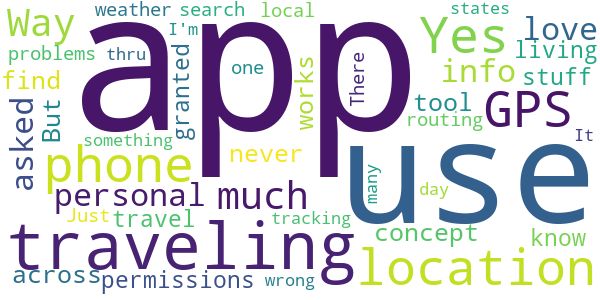 weather search local states
Way I'm Yes love
app
problems thru one info living
find granted works There tool stuff
asked But GPS
routing It
something use
phone never many
personal much day
Just travel tracking concept know
traveling location
across permissions wrong